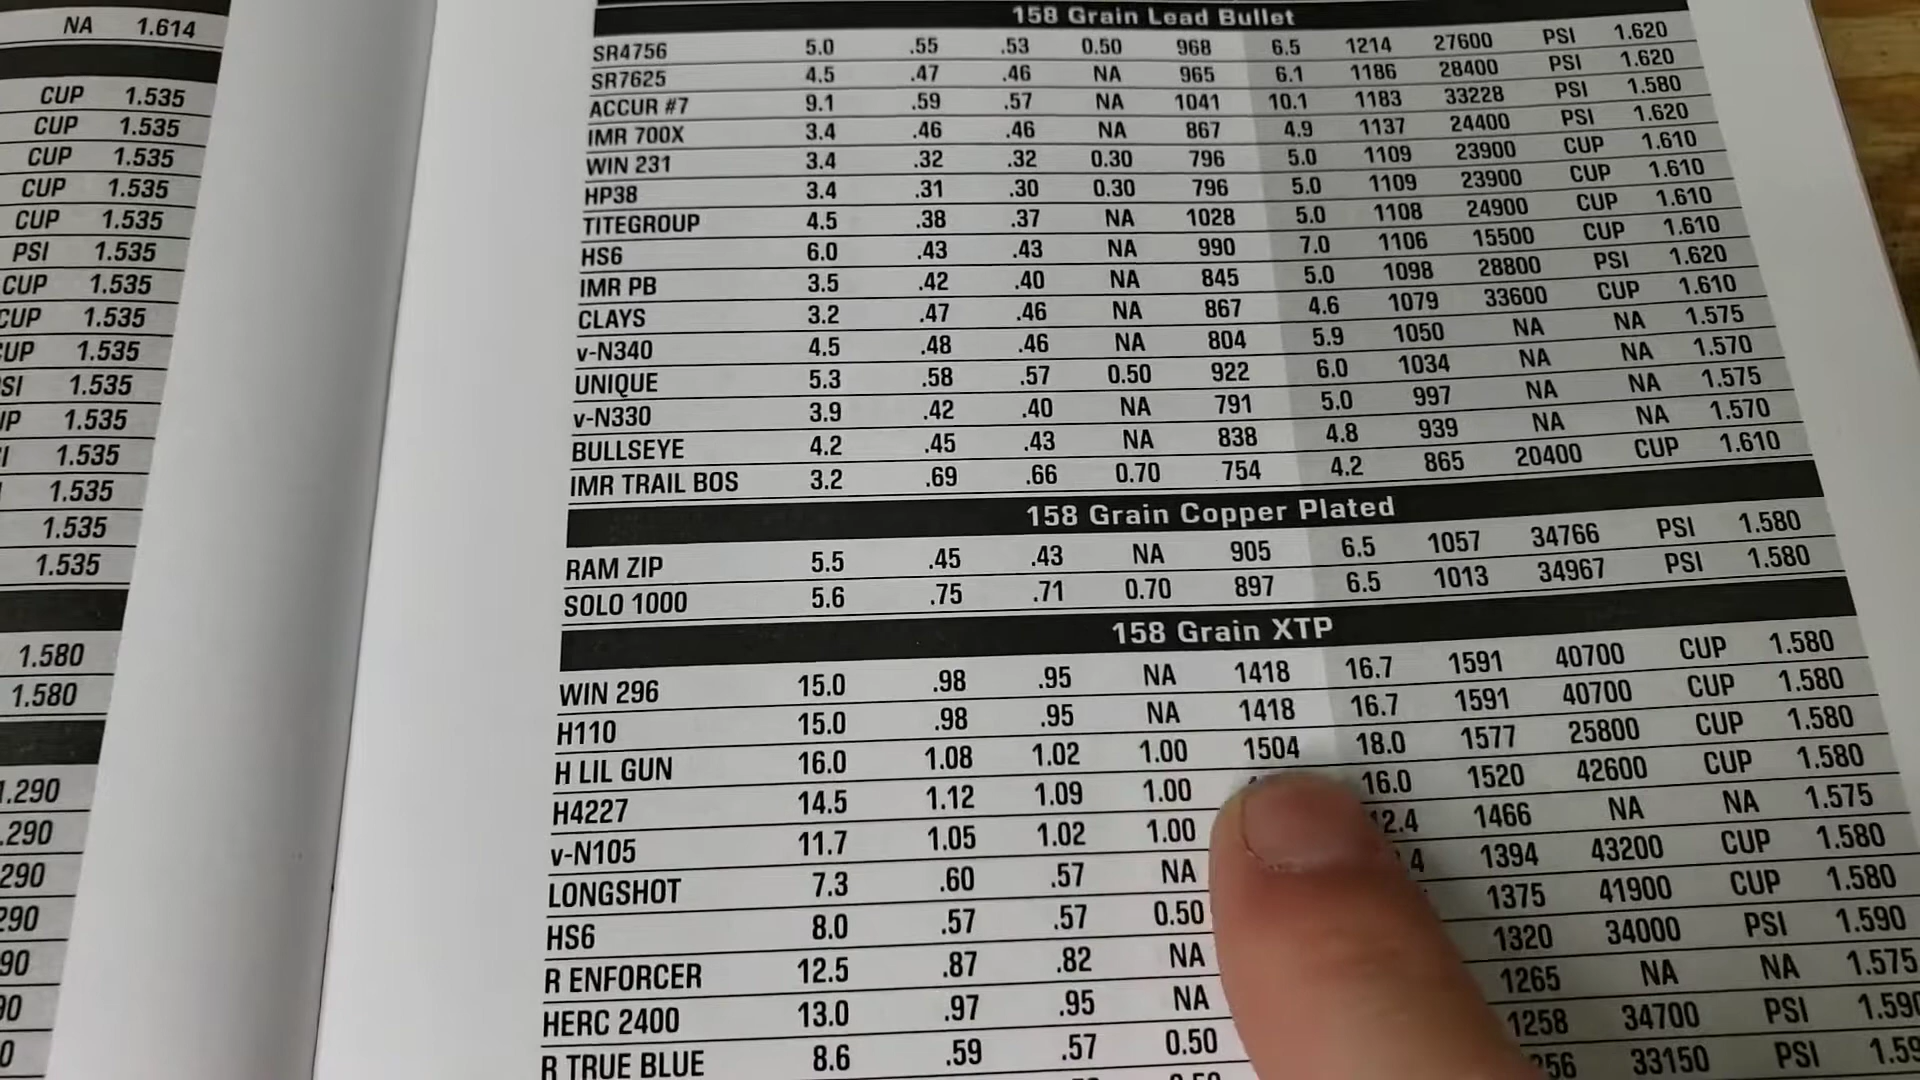 NA 1.614
CUP 1.535
CUP 1.535
CUP 1.535
CUP 1.535
CUP 1.535
PSI 1.535
CUP 1.535
CUP 1.535
1.535
1.535
1.535
1.535
1.535
1.535
1.535
1.580
1.580
1.290
.290
290
290
90
90
0
158 Grain Lead Bullet
SR4756 5.0 .55 .53 0.50 968 6.5 1214 27600 PSI 1.620
SR7625 4.5 .47 .46 NA 965 6.1 1186 28400 PSI 1.620
ACCUR #7 9.1 .59 .57 NA 1041 10.1 1183 33228 PSI 1.580
IMR 700X 3.4 .46 .46 NA 867 4.9 1137 24400 PSI 1.620
WIN 231 3.4 .32 .32 0.30 796 5.0 1109 23900 CUP 1.610
HP38 3.4 .31 .30 0.30 796 5.0 1109 23900 CUP 1.610
TITEGROUP 4.5 .38 .37 NA 1028 5.0 1108 24900 CUP 1.610
HS6 6.0 .43 .43 NA 990 7.0 1106 15500 CUP 1.610
IMR PB 3.5 .42 .40 NA 845 5.0 1098 28800 PSI 1.620
CLAYS 3.2 .47 .46 NA 867 4.6 1079 33600 CUP 1.610
v-N340 4.5 .48 .46 NA 804 5.9 1050 NA NA 1.575
UNIQUE 5.3 .58 .57 0.50 922 6.0 1034 NA NA 1.570
v-N330 3.9 .42 .40 NA 791 5.0 997 NA NA 1.575
BULLSEYE 4.2 .45 .43 NA 838 4.8 939 NA NA 1.570
IMR TRAIL BOS 3.2 .69 .66 0.70 754 4.2 865 20400 CUP 1.610
158 Grain Copper Plated
RAM ZIP 5.5 .45 .43 NA 905 6.5 1057 34766 PSI 1.580
SOLO 1000 5.6 .75 .71 0.70 897 6.5 1013 34967 PSI 1.580
158 Grain XTP
WIN 296 15.0 .98 .95 NA 1418 16.7 1591 40700 CUP 1.580
H110 15.0 .98 .95 NA 1418 16.7 1591 40700 CUP 1.580
H LIL GUN 16.0 1.08 1.02 1.00 1504 18.0 1577 25800 CUP 1.580
H4227 14.5 1.12 1.09 1.00 16.0 1520 42600 CUP 1.580
v-N105 11.7 1.05 1.02 1.00 12.4 1466 NA NA 1.575
LONGSHOT 7.3 .60 .57 NA 1394 43200 CUP 1.580
HS6 8.0 .57 .57 0.50 1375 41900 CUP 1.580
R ENFORCER 12.5 .87 .82 NA 1320 34000 PSI 1.590
HERC 2400 13.0 .97 .95 NA 1265 NA NA 1.575
R TRUE BLUE 8.6 .59 .57 0.50 1258 34700 PSI 1.590
256 33150 PSI 1.59